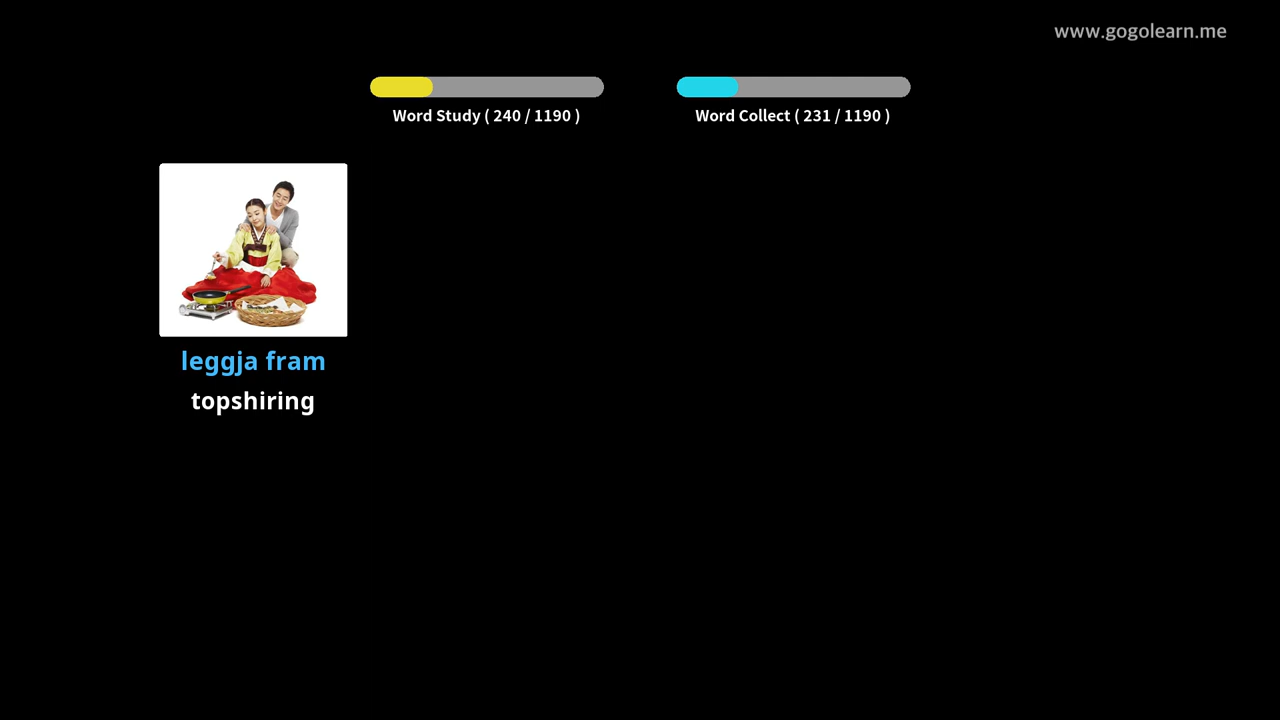 www.gogolearn.me
Word Study ( 240 / 1190 )
Word Collect ( 231 / 1190 )
leggja fram
topshiring